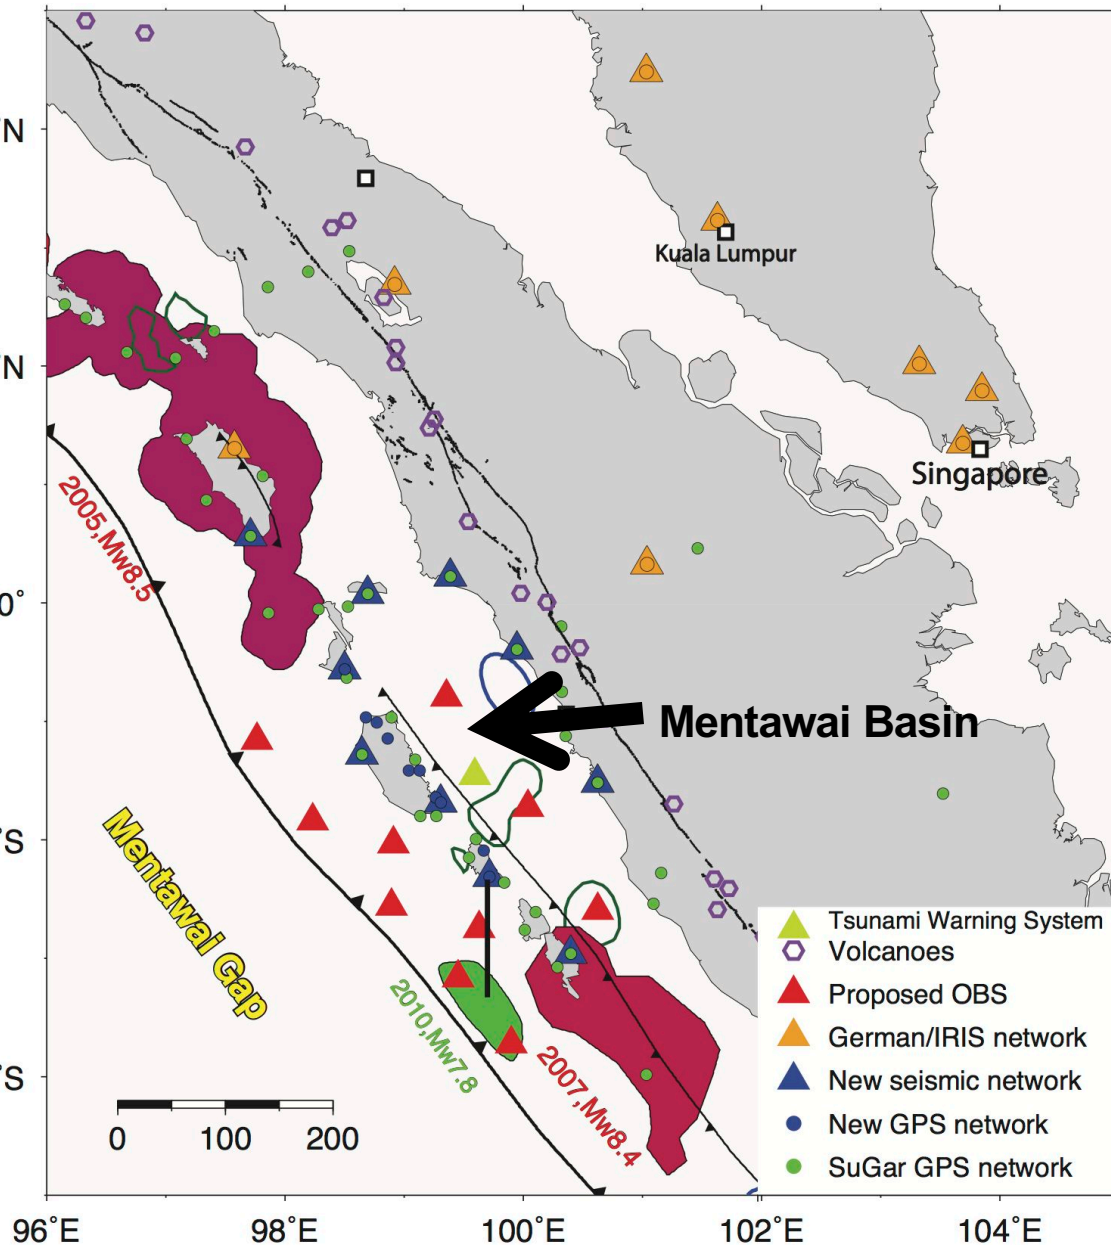 N
Kuala Lumpur
N
Singapore
2005,Mw8.5
0°
Mentawai Basin
Mentawai Gap
°S
2010,Mw7.8
2007,Mw8.4
°S
Tsunami Warning System
Volcanoes
Proposed OBS
German/IRIS network
New seismic network
New GPS network
SuGar GPS network
0 100 200
96°E 98°E 100°E 102°E 104°E